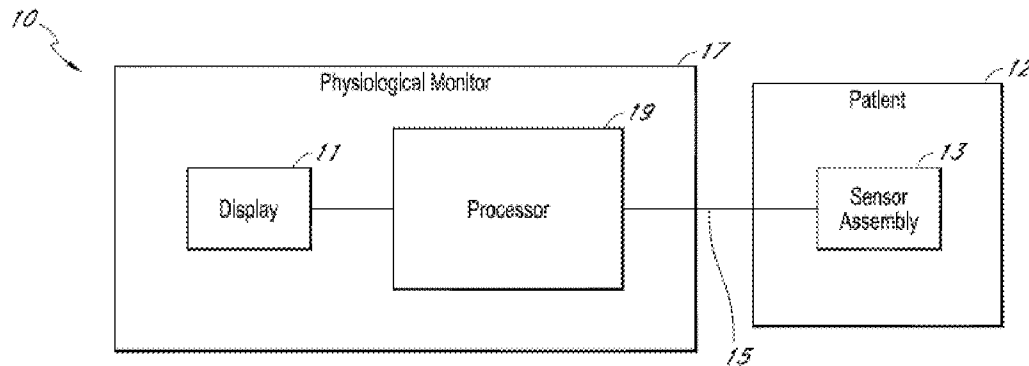 10
17
Physiological Monitor
12
Patient
19
11
13
Display
Processor
Sensor
Assembly
15